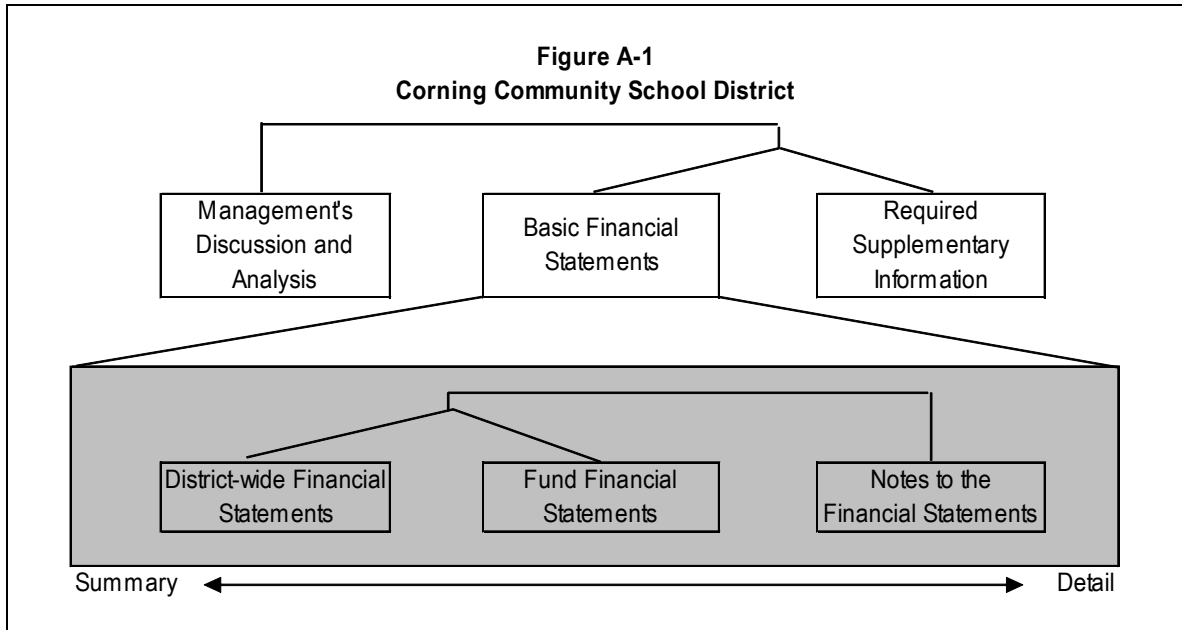 Figure A-1
Corning Community School District
Management's
Discussion and
Analysis
Basic Financial
Statements
Required
Supplementary
Information
District-wide Financial
Statements
Fund Financial
Statements
Notes to the
Financial Statements
Summary
Detail